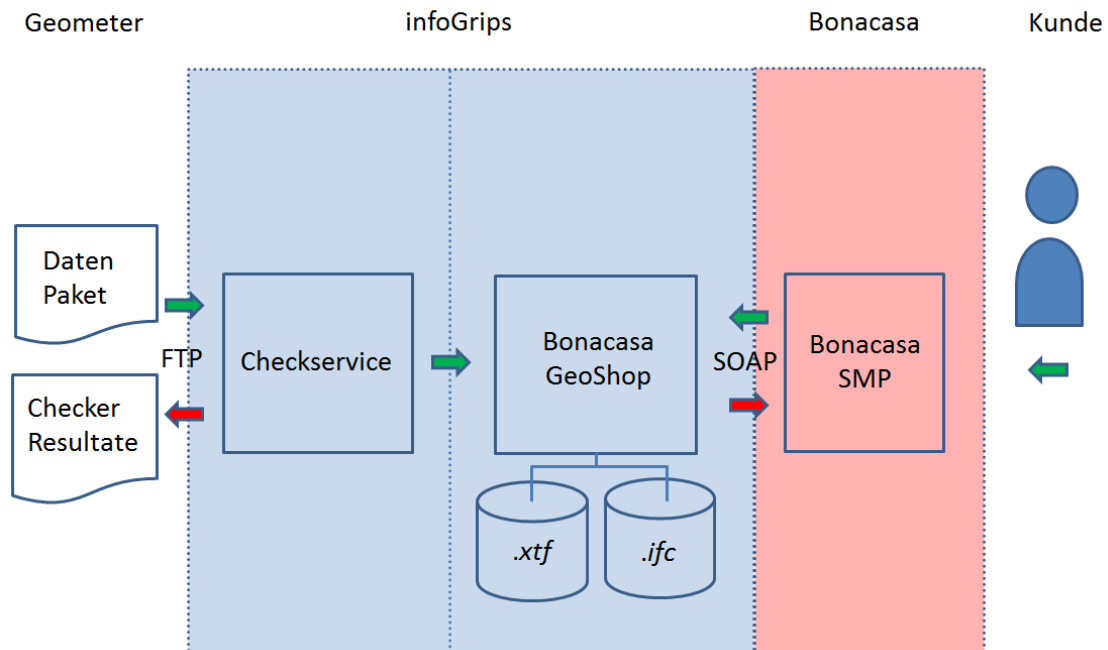 Geometer
infoGrips
Bonacasa
Kunde
Daten
Paket
FTP
Checker
Resultate
Checkservice
Bonacasa
GeoShop
SOAP
Bonacasa
SMP
.xtf
.ifc